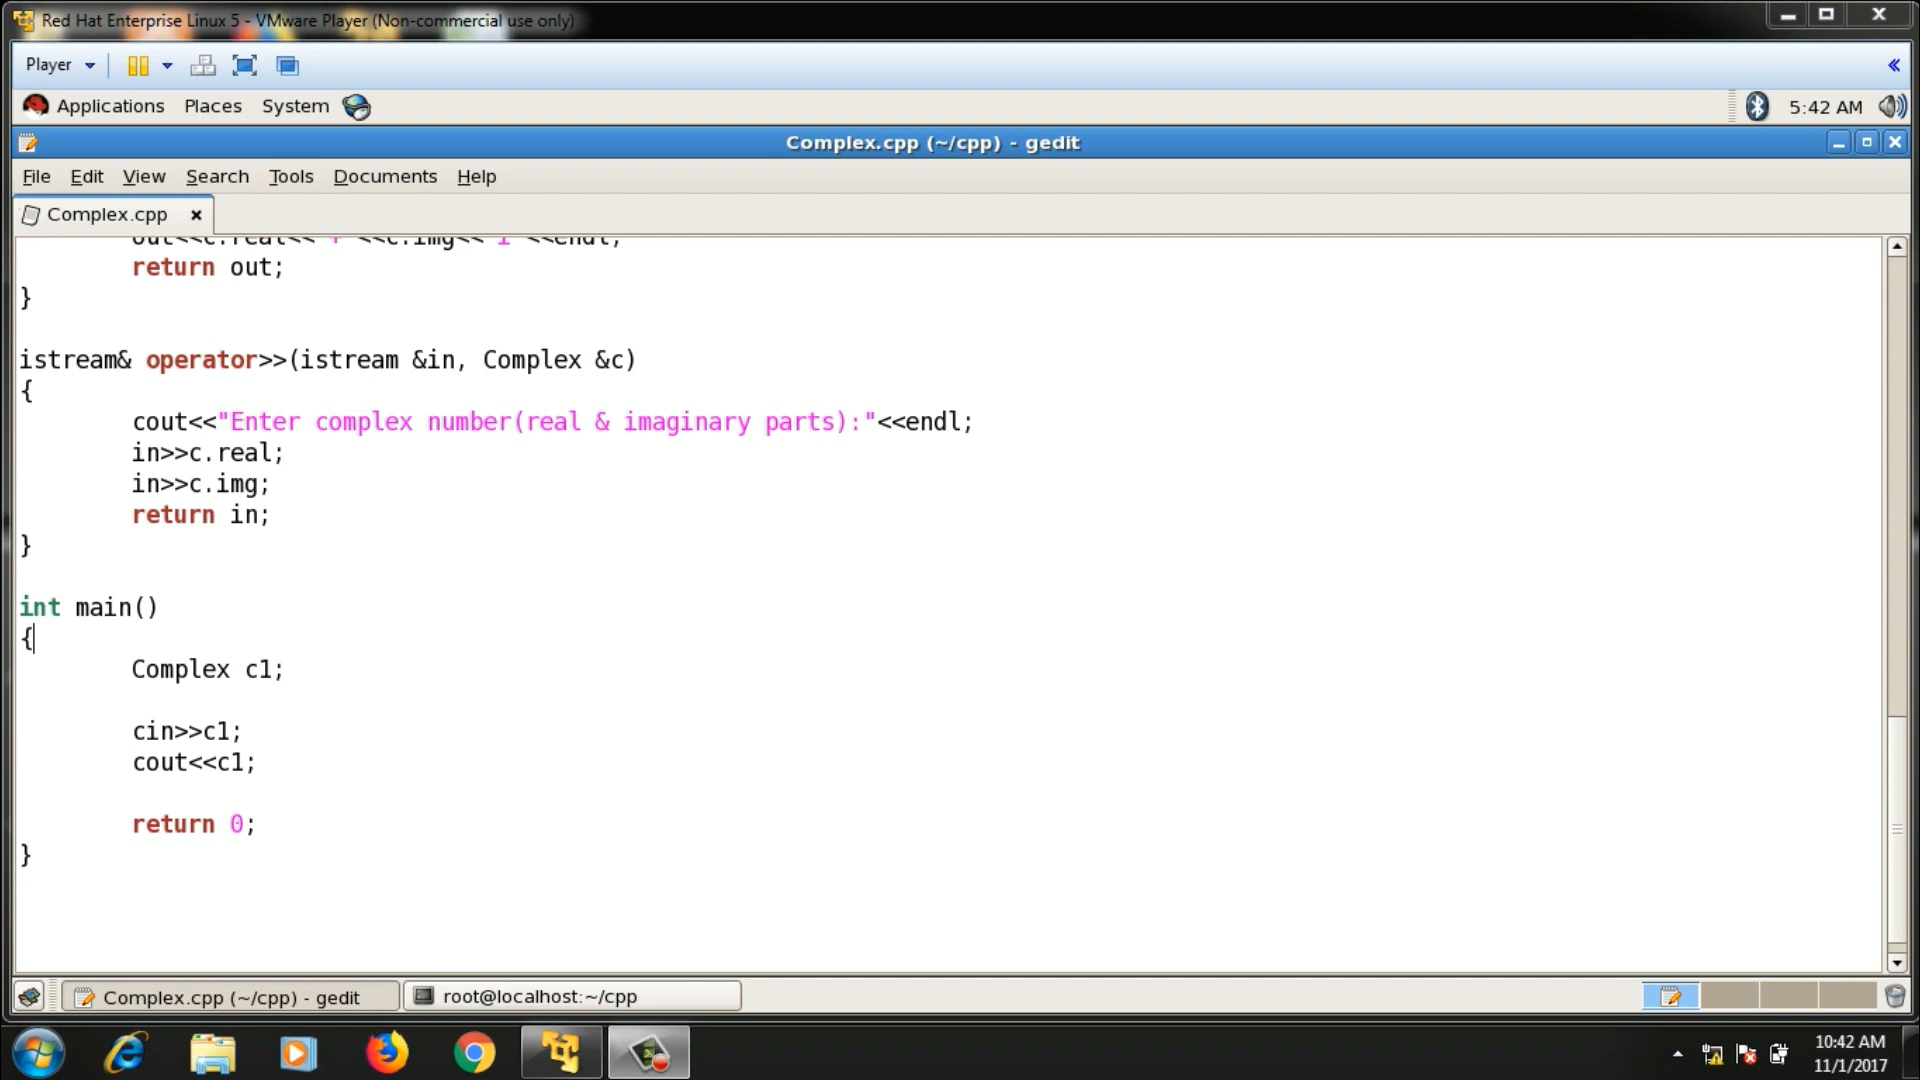 Red Hat Enterprise Linux 5 - VMware Player (Non-commercial use only)
Player
Applications Places System
5:42 AM
Complex.cpp (~/cpp) - gedit
File Edit View Search Tools Documents Help
Complex.cpp
return out;
}
istream& operator>>(istream &in, Complex &c)
{
cout<<"Enter complex number(real & imaginary parts):"<<endl;
in>>c.real;
in>>c.img;
return in;
}
int main()
{
Complex c1;
cin>>c1;
cout<<c1;
return 0;
}
Complex.cpp (~/cpp) - gedit
root@localhost:~/cpp
10:42 AM
11/1/2017